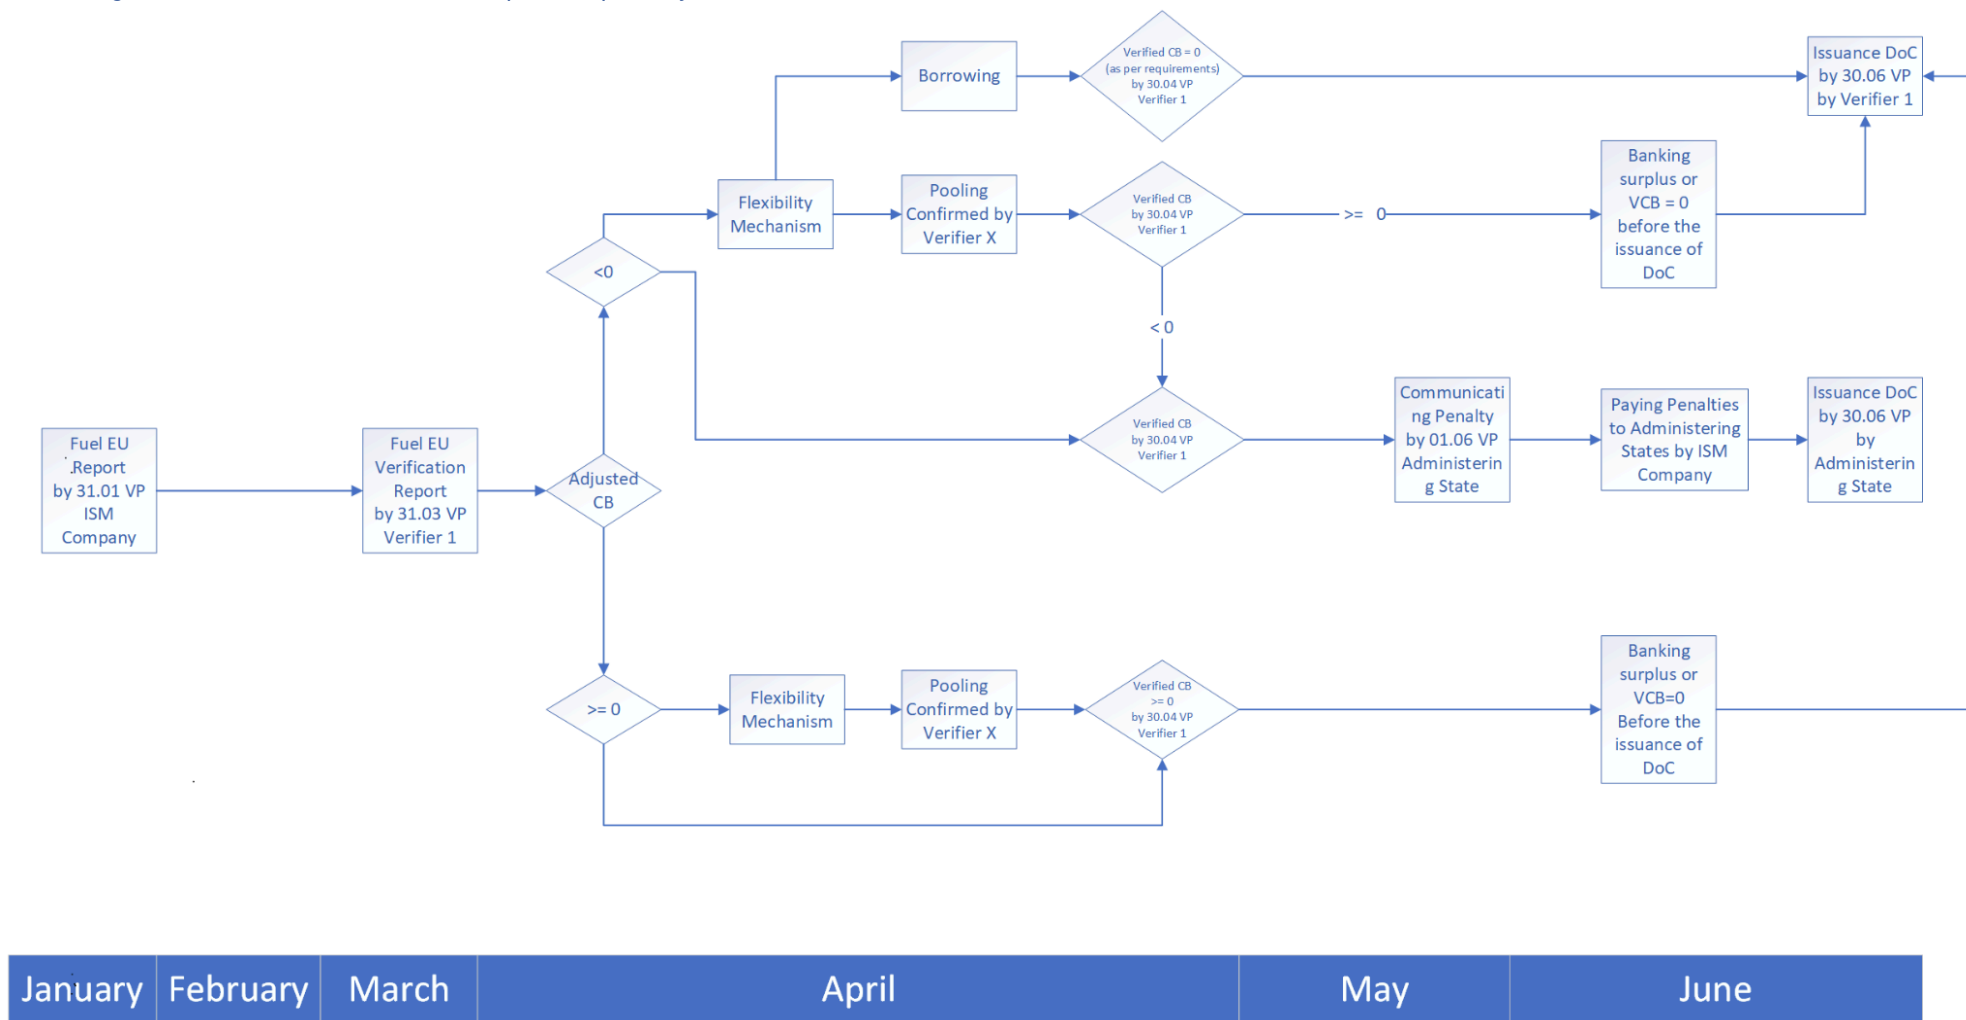 Borrowing
Verified CB = 0
(as per requirements)
by 30.04 VP
Verifier 1
Issuance DoC
by 30.06 VP
by Verifier 1
Flexibility
Mechanism
Pooling
Confirmed by
Verifier X
Verified CB
by 30.04 VP
Verifier 1
>= 0
Banking
surplus or
VCB = 0
before the
issuance of
DoC
<0
< 0
Fuel EU
Report
by 31.01 VP
ISM
Company
Fuel EU
Verification
Report
by 31.03 VP
Verifier 1
Adjusted
CB
Verified CB
by 30.04 VP
Verifier 1
Communicati
ng Penalty
by 01.06 VP
Administerin
g State
Paying Penalties
to Administering
States by ISM
Company
Issuance DoC
by 30.06 VP
by
Administerin
g State
>= 0
Flexibility
Mechanism
Pooling
Confirmed by
Verifier X
Verified CB
>= 0
by 30.04 VP
Verifier 1
Banking
surplus or
VCB=0
Before the
issuance of
DoC
January February March April May June